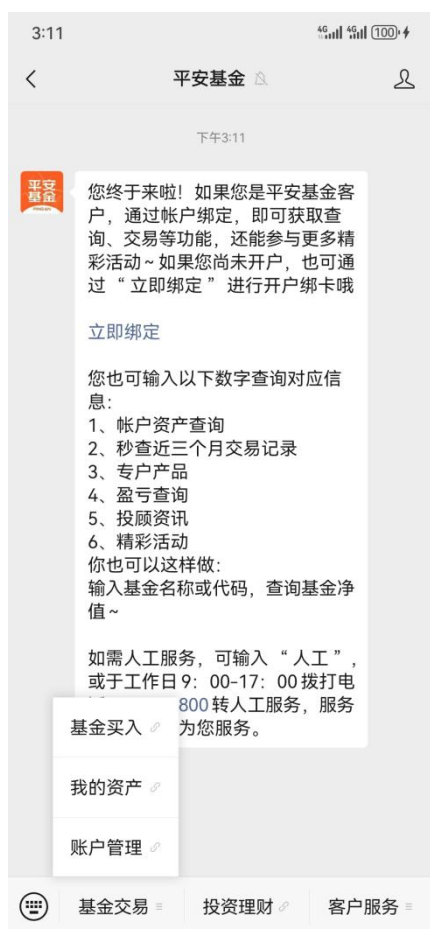 3:11
4G 4G 100
平安基金
下午3:11
平安
基金
您终于来啦！如果您是平安基金客
户，通过帐户绑定，即可获取查
询、交易等功能，还能参与更多精
彩活动~如果您尚未开户，也可通
过“立即绑定”进行开户绑卡哦
立即绑定
您也可输入以下数字查询对应信
息：
1、帐户资产查询
2、秒查近三个月交易记录
3、专户产品
4、盈亏查询
5、投顾资讯
6、精彩活动
你也可以这样做：
输入基金名称或代码，查询基金净
值~
如需人工服务，可输入“人工”，
或于工作日9：00-17：00拨打电
800转人工服务，服务
为您服务。
基金买入
我的资产
账户管理
基金交易
投资理财
客户服务